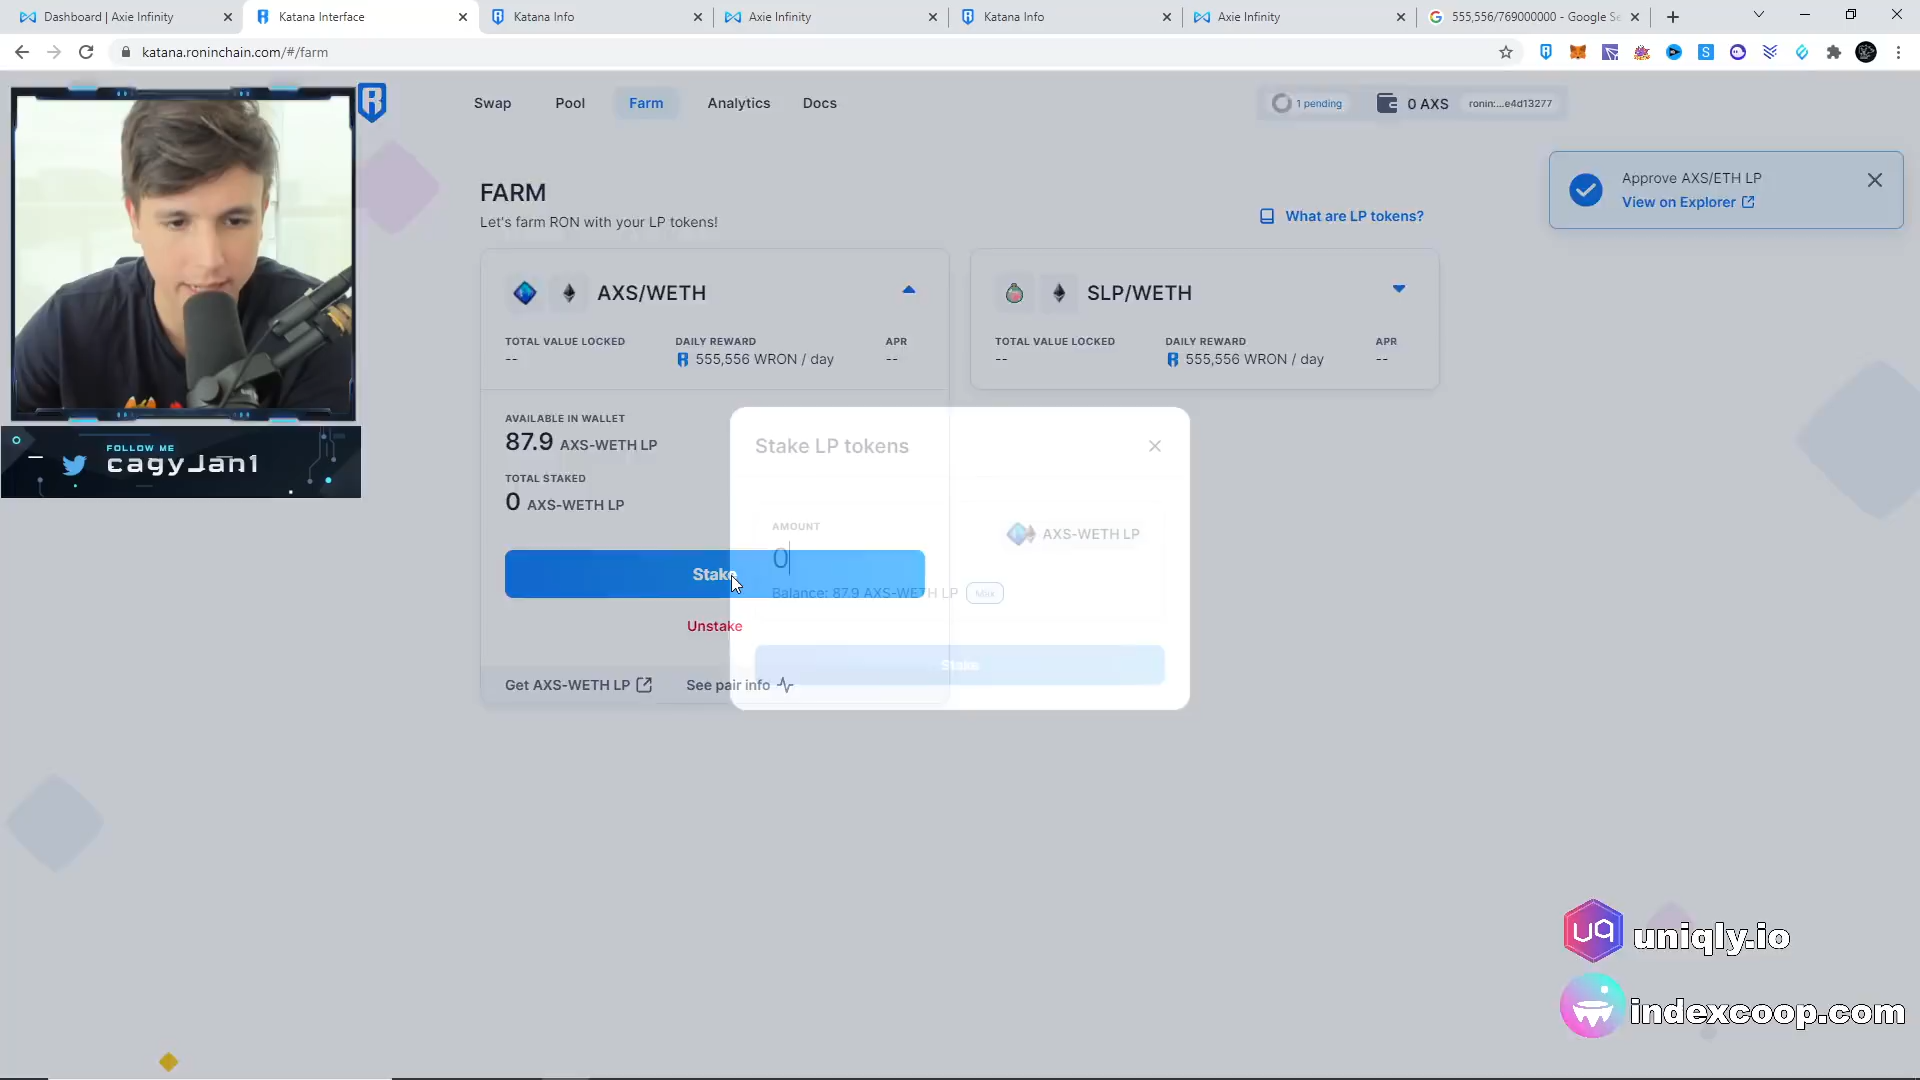 Dashboard | Axie Infinity
Katana Interface
Katana Info
Axie Infinity
Katana Info
Axie Infinity
555,556/769000000 - Google Se
katana.roninchain.com/#/farm
Swap
Pool
Farm
Analytics
Docs
1 pending
0 AXS
ronin:...e4d13277
Approve AXS/ETH LP
View on Explorer
FARM
Let's farm RON with your LP tokens!
What are LP tokens?
AXS/WETH
TOTAL VALUE LOCKED
--
DAILY REWARD
555,556 WRON / day
APR
--
SLP/WETH
TOTAL VALUE LOCKED
--
DAILY REWARD
555,556 WRON / day
APR
--
AVAILABLE IN WALLET
87.9 AXS-WETH LP
TOTAL STAKED
0 AXS-WETH LP
Stake
Unstake
Get AXS-WETH LP
See pair info
Stake LP tokens
AMOUNT
0
AXS-WETH LP
Balance: 87.9 AXS-WETH LP
Max
Stake
FOLLOW ME
cagyJan1
uq
uniqly.io
indexcoop.com